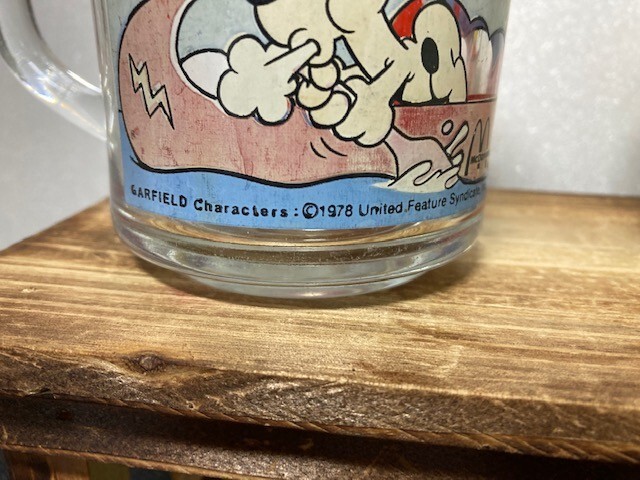 GARFIELD Characters: ©1978 United Feature Syndicate,